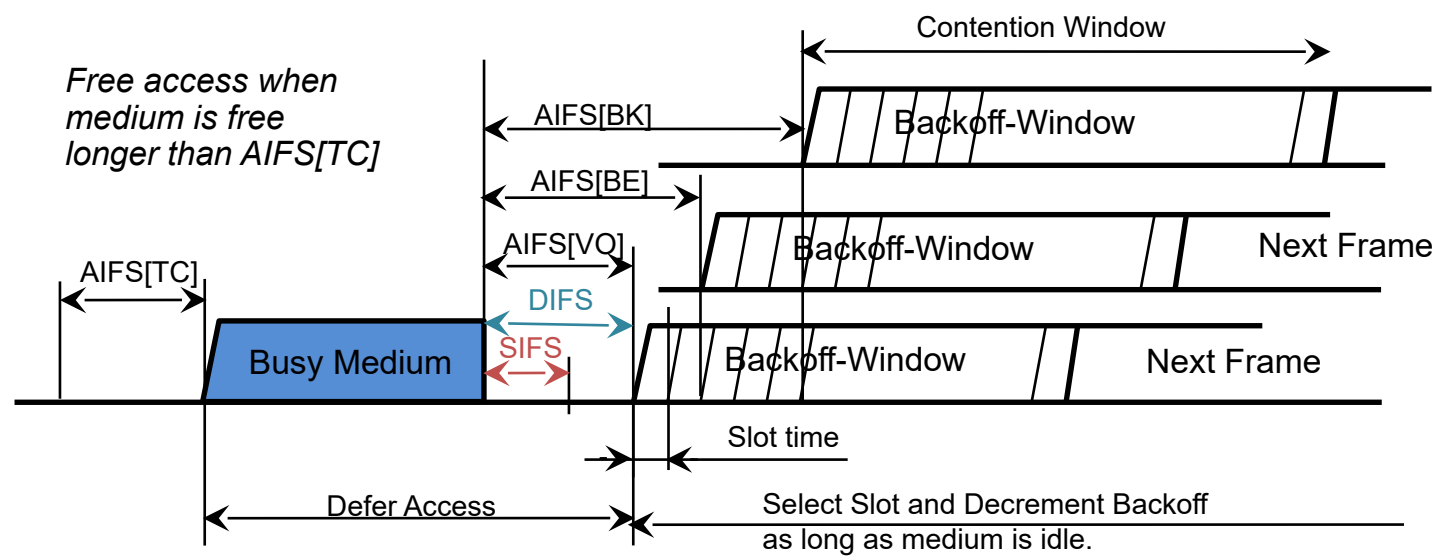 Contention Window
Free access when
medium is free
longer than AIFS[TC]
AIFS[BK]
Backoff-Window
AIFS[BE]
AIFS[VO]
Backoff-Window
Next Frame
AIFS[TC]
DIFS
SIFS
Busy Medium
Backoff-Window
Next Frame
Slot time
Defer Access
Select Slot and Decrement Backoff
as long as medium is idle.